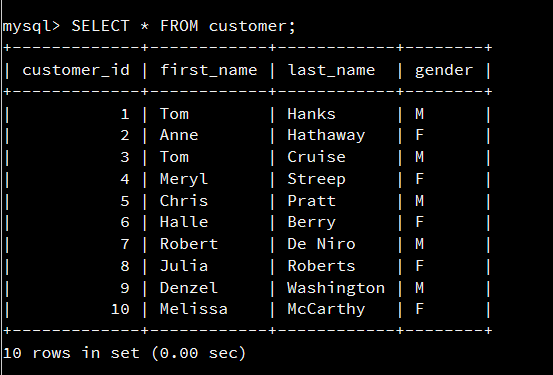 mysql> SELECT * FROM customer;
+-------------+------------+------------+--------+
| customer_id | first_name | last_name  | gender |
+-------------+------------+------------+--------+
|           1 | Tom        | Hanks      | M      |
|           2 | Anne       | Hathaway   | F      |
|           3 | Tom        | Cruise     | M      |
|           4 | Meryl      | Streep     | F      |
|           5 | Chris      | Pratt      | M      |
|           6 | Halle      | Berry      | F      |
|           7 | Robert     | De Niro    | M      |
|           8 | Julia      | Roberts    | F      |
|           9 | Denzel     | Washington | M      |
|          10 | Melissa    | McCarthy   | F      |
+-------------+------------+------------+--------+
10 rows in set (0.00 sec)